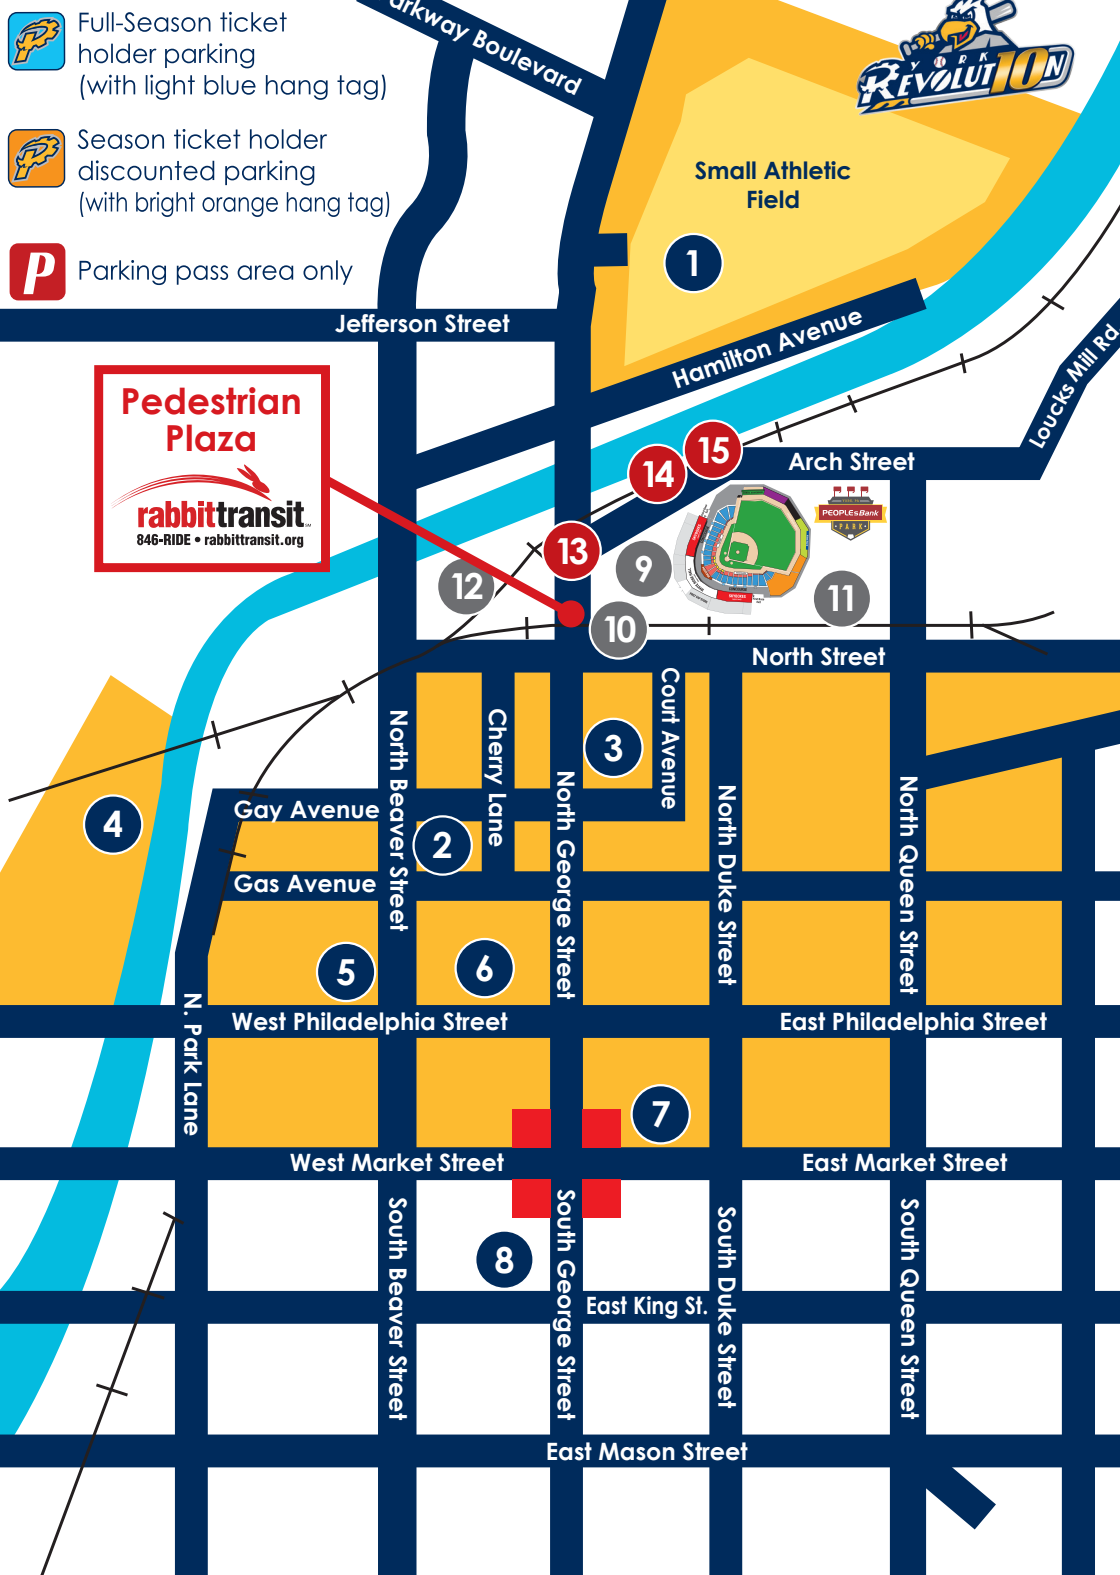 Full-Season ticket
holder parking
(with light blue hang tag)
Season ticket holder
discounted parking
(with bright orange hang tag)
P
Parking pass area only
arkway Boulevard
YORK
REVOLUT10N
Small Athletic
Field
1
Jefferson Street
Hamilton Avenue
Loucks Mill Rd
Pedestrian
Plaza
rabbittransit
846-RIDE • rabbittransit.org
15
14
Arch Street
PEOPLEsBank
PARK
13
9
12
11
10
North Street
Court Avenue
Cherry Lane
North Beaver Street
3
North George Street
North Duke Street
North Queen Street
Gay Avenue
4
2
Gas Avenue
5
6
N. Park Lane
West Philadelphia Street
East Philadelphia Street
7
West Market Street
East Market Street
South Beaver Street
South George Street
South Duke Street
South Queen Street
8
East King St.
East Mason Street